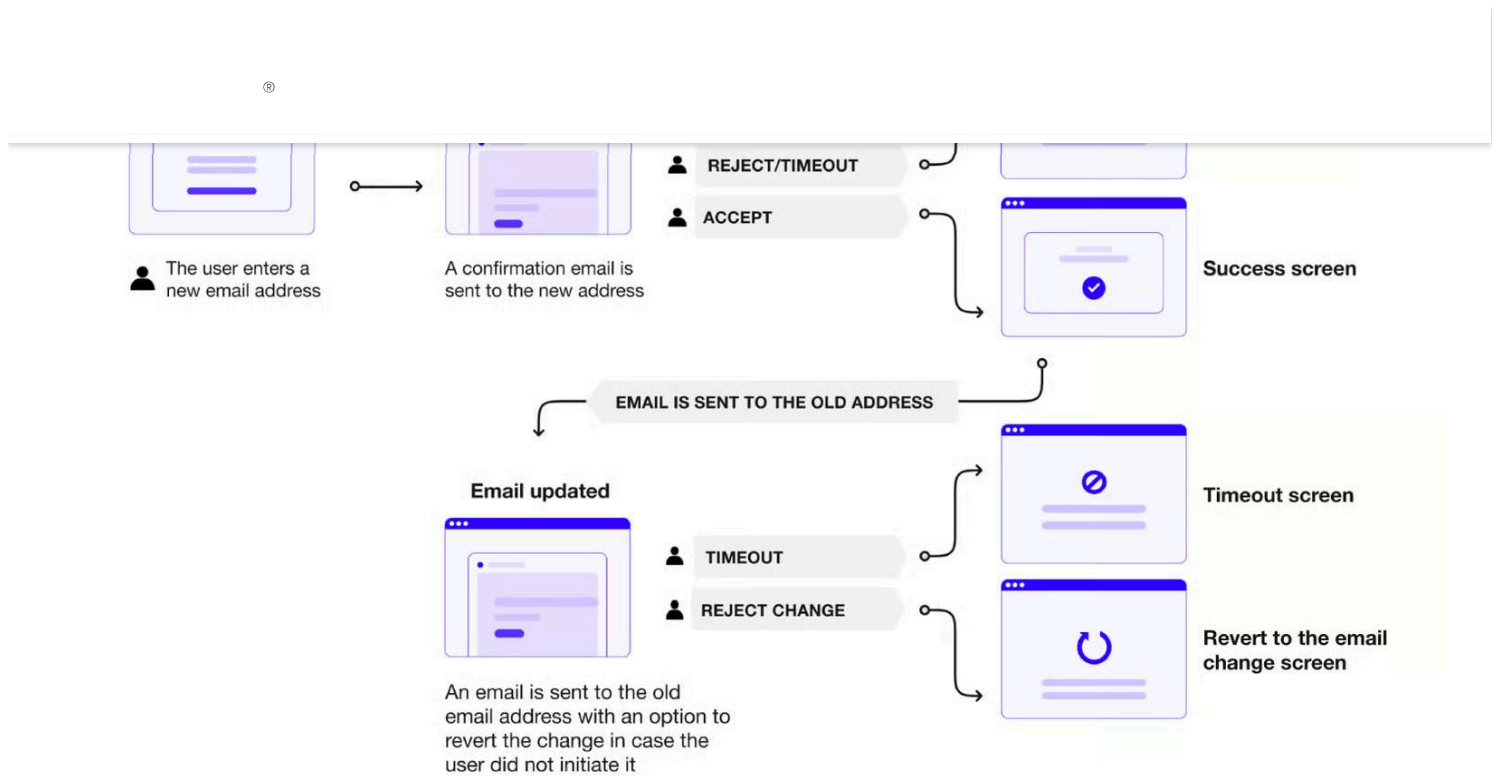 ®
REJECT/TIMEOUT
ACCEPT
The user enters a
new email address
A confirmation email is
sent to the new address
Success screen
EMAIL IS SENT TO THE OLD ADDRESS
Email updated
Timeout screen
TIMEOUT
REJECT CHANGE
Revert to the email
change screen
An email is sent to the old
email address with an option to
revert the change in case the
user did not initiate it